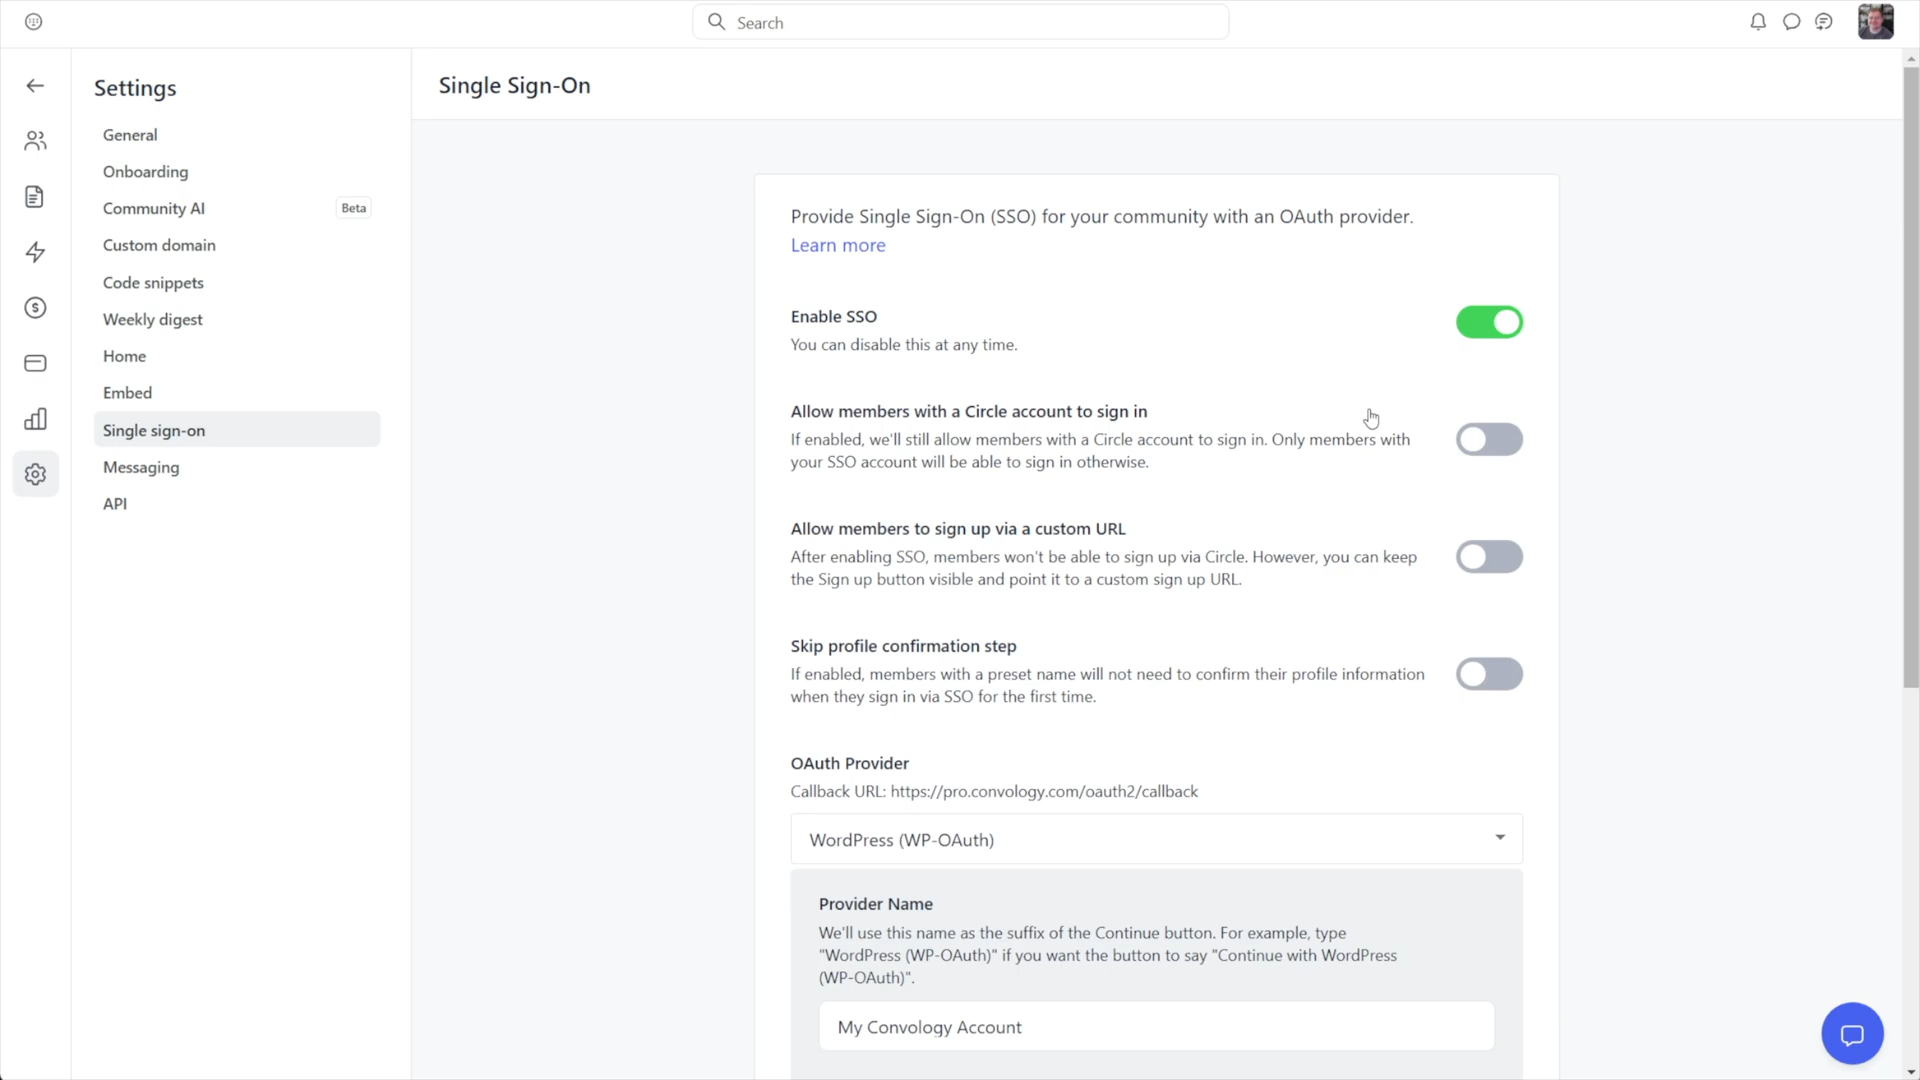 Search
Settings
General
Onboarding
Community AI
Beta
Custom domain
Code snippets
Weekly digest
Home
Embed
Single sign-on
Messaging
API
Single Sign-On
Provide Single Sign-On (SSO) for your community with an OAuth provider.
Learn more
Enable SSO
You can disable this at any time.
Allow members with a Circle account to sign in
If enabled, we'll still allow members with a Circle account to sign in. Only members with
your SSO account will be able to sign in otherwise.
Allow members to sign up via a custom URL
After enabling SSO, members won't be able to sign up via Circle. However, you can keep
the Sign up button visible and point it to a custom sign up URL.
Skip profile confirmation step
If enabled, members with a preset name will not need to confirm their profile information
when they sign in via SSO for the first time.
OAuth Provider
Callback URL: https://pro.convology.com/oauth2/callback
WordPress (WP-OAuth)
Provider Name
We'll use this name as the suffix of the Continue button. For example, type
"WordPress (WP-OAuth)" if you want the button to say "Continue with WordPress
(WP-OAuth)".
My Convology Account